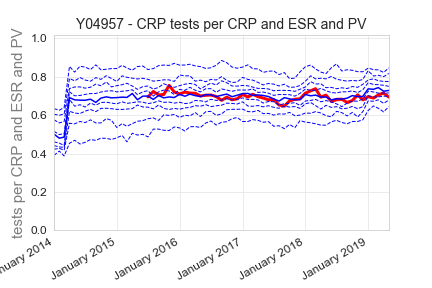 Y04957 - CRP tests per CRP and ESR and PV
tests per CRP and ESR and PV
1.0
0.8
0.6
0.4
0.2
0.0
nuary 2014
January 2015
January 2016
January 2017
January 2018
January 2019